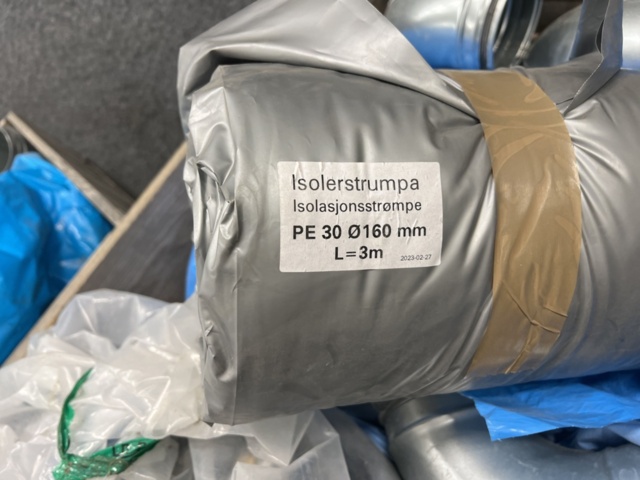 Isolerstrumpa
Isolasjonsstrømpe
PE 30 Ø160 mm
L=3m
2023-02-27